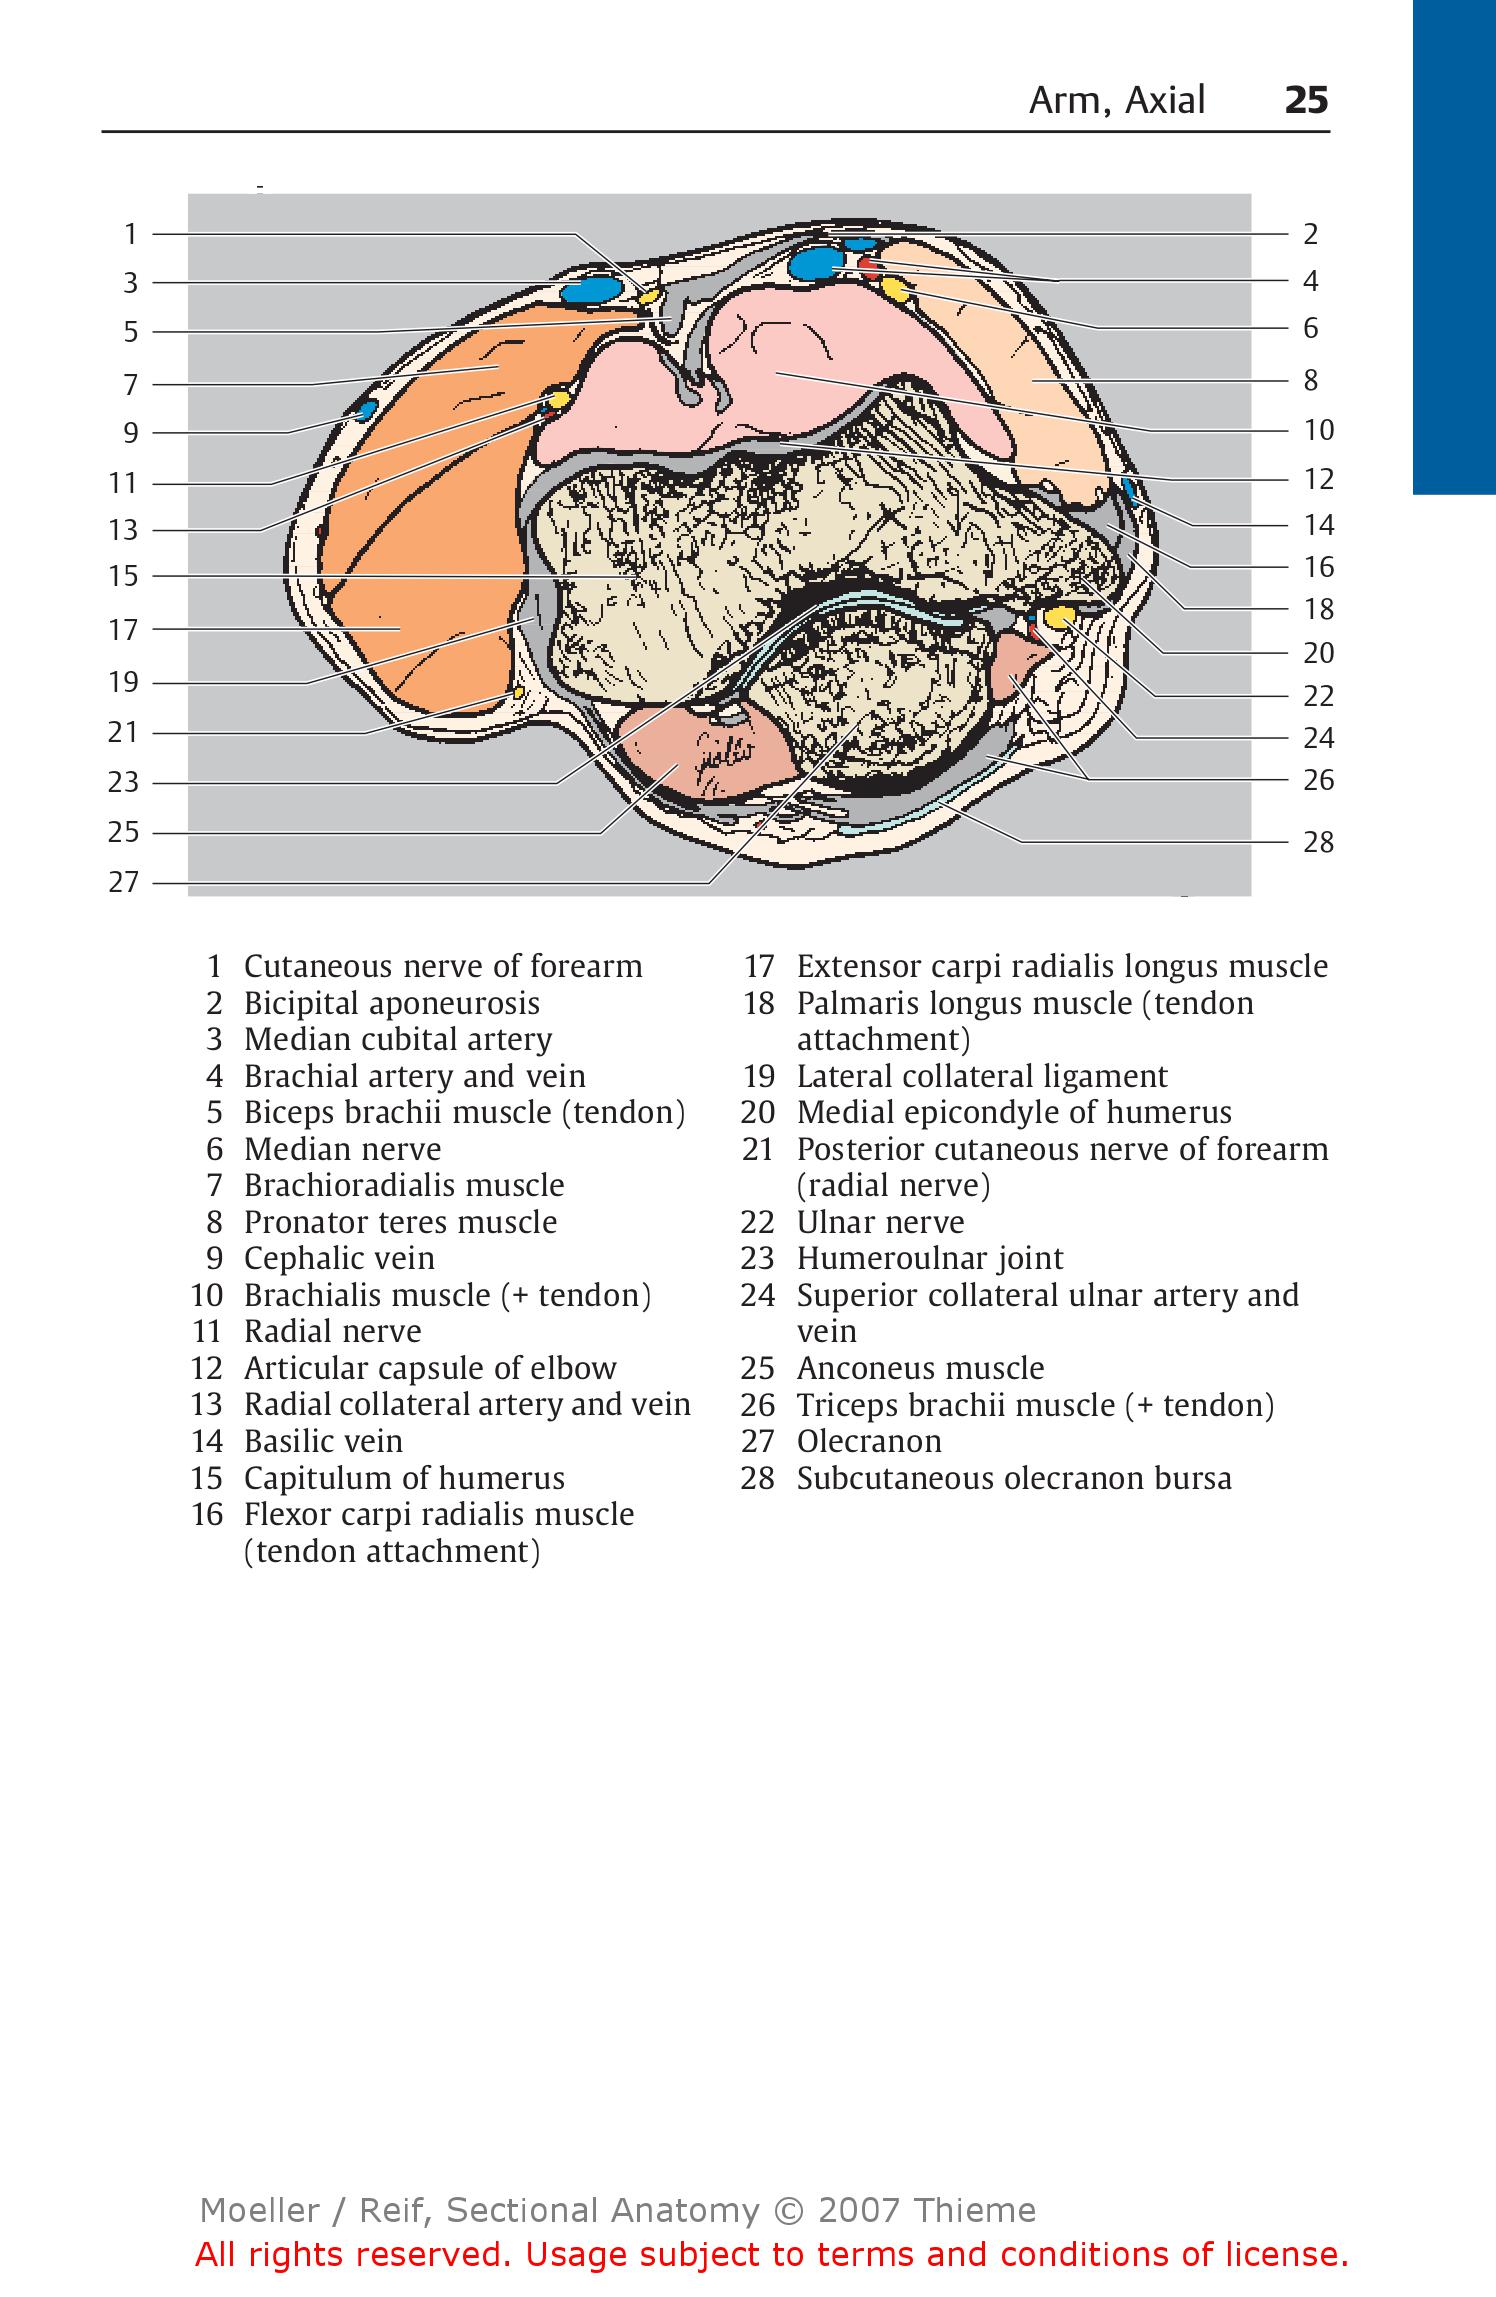 Arm, Axial 25
1
2
3
4
5
6
7
8
9
10
11
12
13
14
15
16
17
18
19
20
21
22
23
24
25
26
27
28
1 Cutaneous nerve of forearm
2 Bicipital aponeurosis
3 Median cubital artery
4 Brachial artery and vein
5 Biceps brachii muscle (tendon)
6 Median nerve
7 Brachioradialis muscle
8 Pronator teres muscle
9 Cephalic vein
10 Brachialis muscle (+ tendon)
11 Radial nerve
12 Articular capsule of elbow
13 Radial collateral artery and vein
14 Basilic vein
15 Capitulum of humerus
16 Flexor carpi radialis muscle
(tendon attachment)
17 Extensor carpi radialis longus muscle
18 Palmaris longus muscle (tendon
attachment)
19 Lateral collateral ligament
20 Medial epicondyle of humerus
21 Posterior cutaneous nerve of forearm
(radial nerve)
22 Ulnar nerve
23 Humeroulnar joint
24 Superior collateral ulnar artery and
vein
25 Anconeus muscle
26 Triceps brachii muscle (+ tendon)
27 Olecranon
28 Subcutaneous olecranon bursa
Moeller / Reif, Sectional Anatomy © 2007 Thieme
All rights reserved. Usage subject to terms and conditions of license.